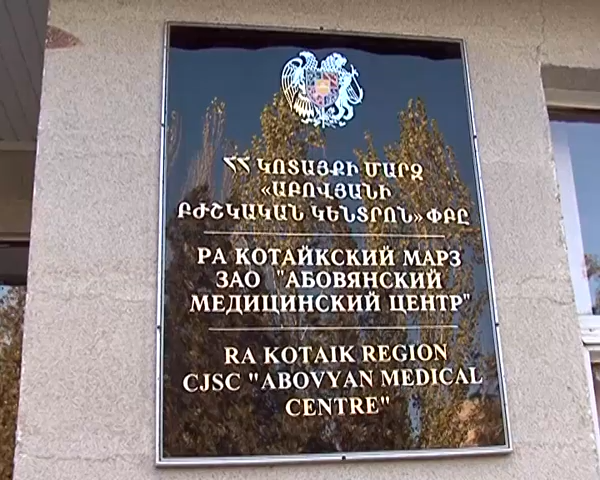 ՀՀ ԿՈՏԱՅՔԻ ՄԱՐԶ
«ԱԲՈՎՅԱՆԻ
ԲԺՇԿԱԿԱՆ ԿԵՆՏՐՈՆ» ՓԲԸ
РА КОТАЙКСКИЙ МАРЗ
ЗАО "АБОВЯНСКИЙ
МЕДИЦИНСКИЙ ЦЕНТР"
RA KOTAIK REGION
CJSC "ABOVYAN MEDICAL
CENTRE"